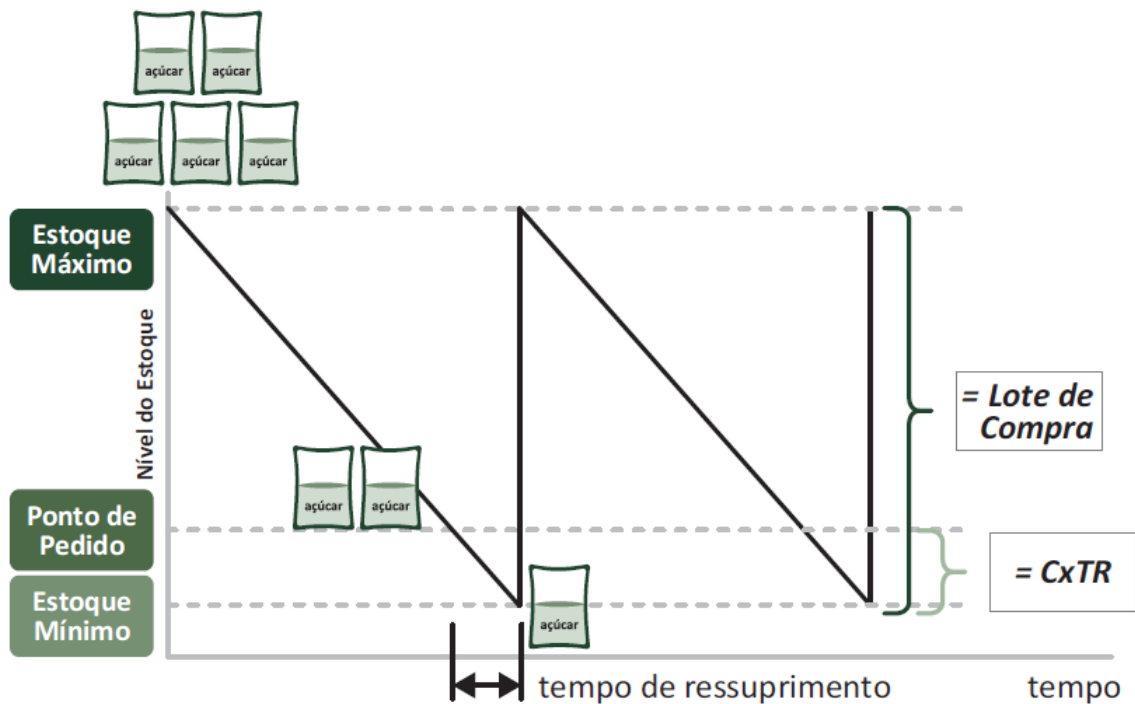 açúcar
açúcar
açúcar
açúcar
açúcar
Estoque
Máximo
Nível do Estoque
= Lote de
Compra
açúcar
açúcar
Ponto de
Pedido
= CxTR
Estoque
Mínimo
açúcar
tempo de ressuprimento
tempo